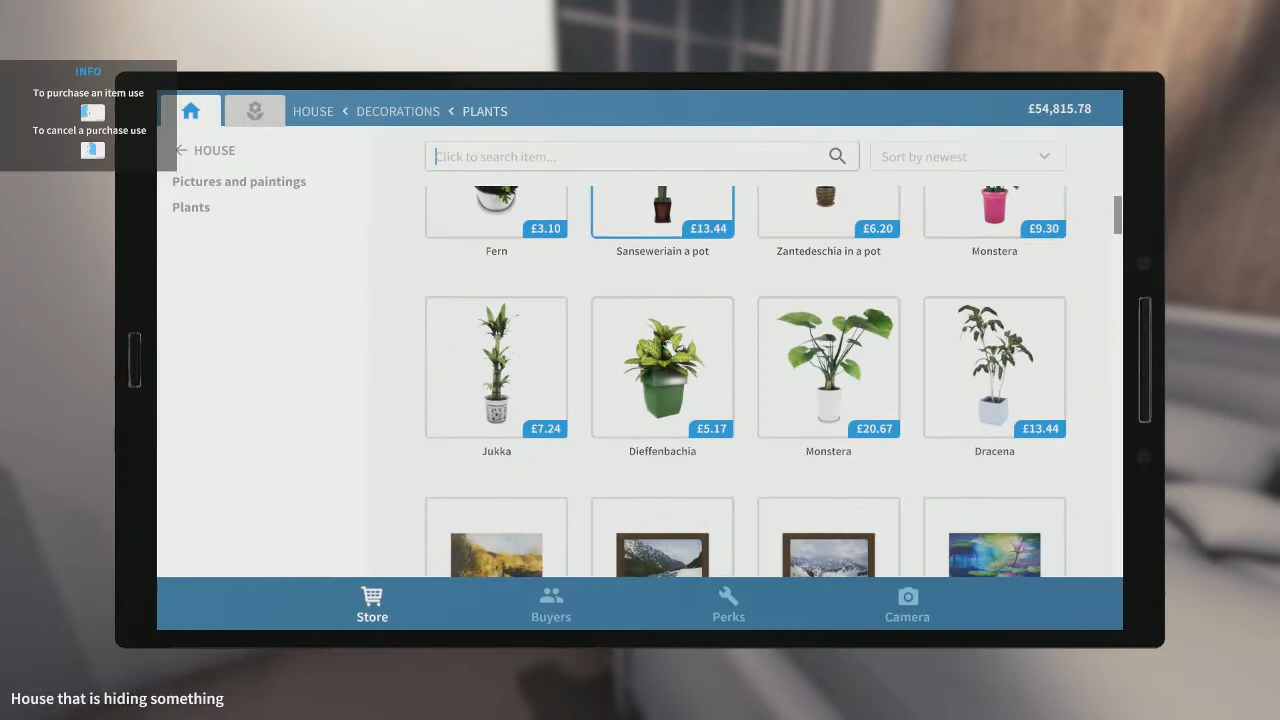 INFO
To purchase an item use
To cancel a purchase use
HOUSE < DECORATIONS < PLANTS
£54,815.78
← HOUSE
Pictures and paintings
Plants
Click to search item...
Sort by newest
£3.10
£13.44
£6.20
£9.30
Fern
Sanseweriain a pot
Zantedeschia in a pot
Monstera
£7.24
£5.17
£20.67
£13.44
Jukka
Dieffenbachia
Monstera
Dracena
Store
Buyers
Perks
Camera
House that is hiding something